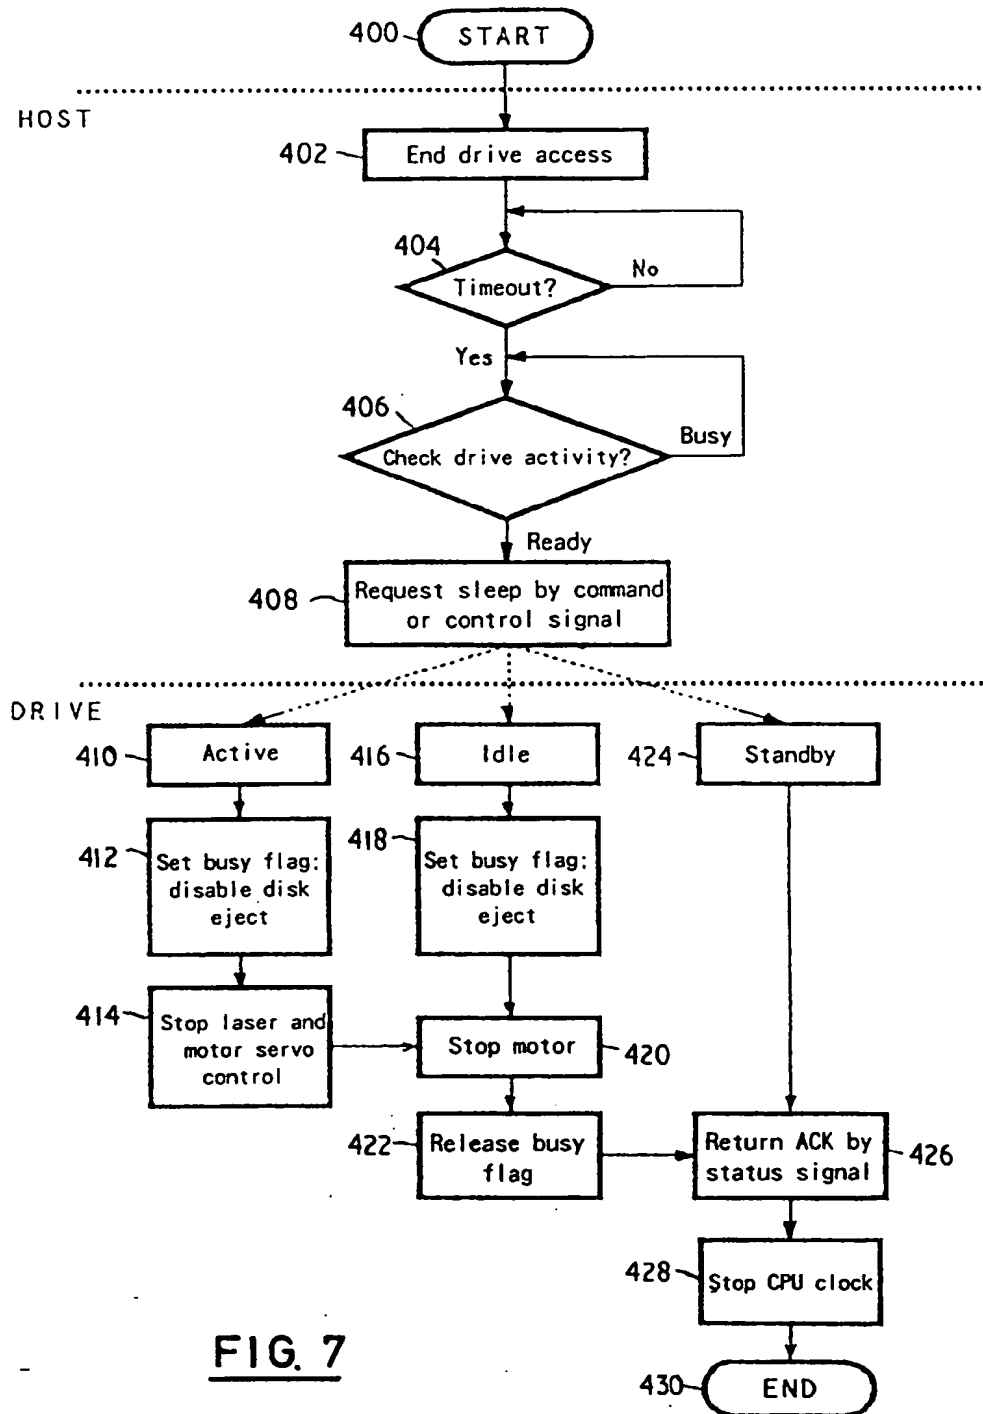 400
START
HOST
402
End drive access
404
Timeout?
No
Yes
406
Check drive activity?
Busy
Ready
408
Request sleep by command
or control signal
DRIVE
410
Active
416
Idle
424
Standby
412
Set busy flag:
disable disk
eject
418
Set busy flag:
disable disk
eject
414
Stop laser and
motor servo
control
Stop motor
420
422
Release busy
flag
Return ACK by
status signal
426
428
Stop CPU clock
FIG. 7
430
END